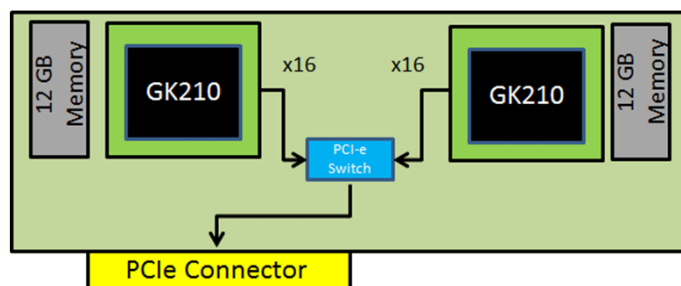 12 GB
Memory
GK210
x16
x16
GK210
12 GB
Memory
PCI-e
Switch
PCIe Connector